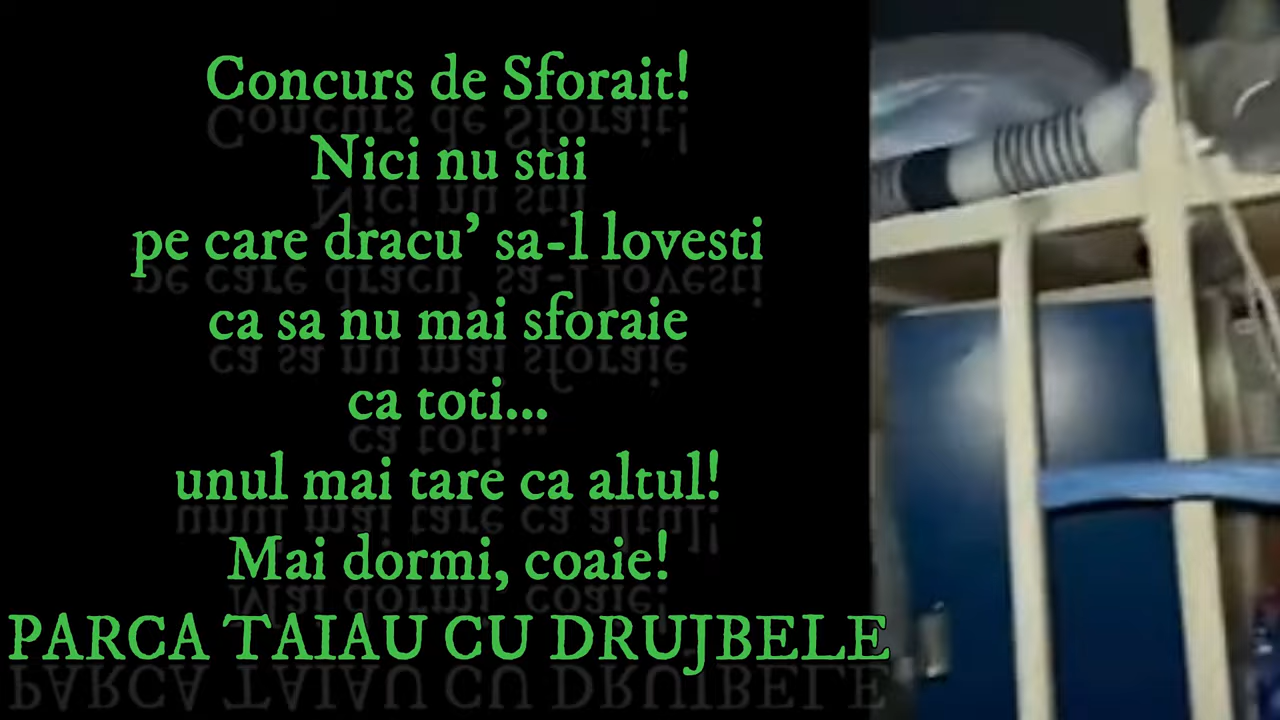 Concurs de Sforait!
Nici nu stii
pe care dracu' sa-l lovesti
ca sa nu mai sforaie
ca toti...
unul mai tare ca altul!
Mai dormi, coaie!
PARCA TAIAU CU DRUJBELE